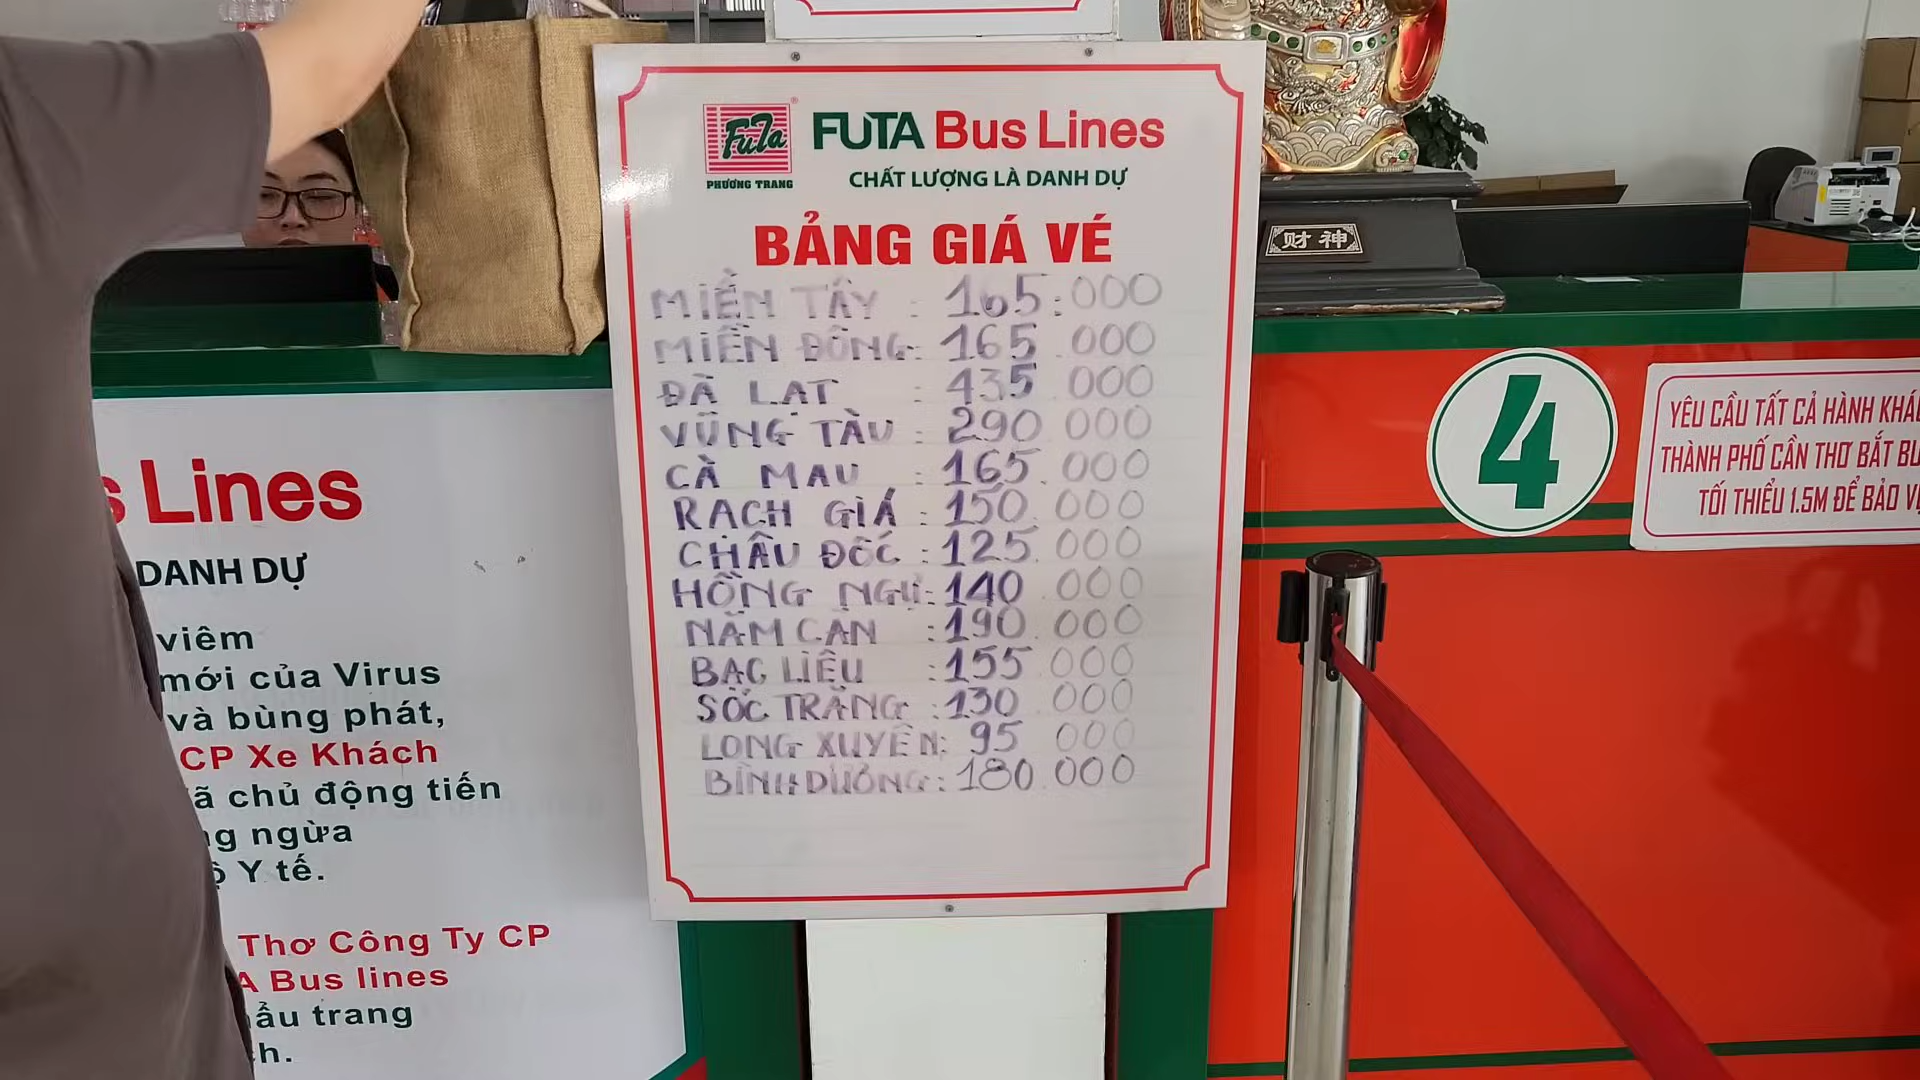 FuTa
PHƯƠNG TRANG
FUTA Bus Lines
CHẤT LƯỢNG LÀ DANH DỰ
BẢNG GIÁ VÉ
MIỀN TÂY : 165.000
MIỀN ĐÔNG: 165 000
ĐÀ LẠT : 435 000
VŨNG TÀU : 290 000
CÀ MAU : 165.000
RẠCH GIÁ : 150.000
CHÂU ĐỐC : 125.000
HỒNG NGỰ: 140 000
NĂM CĂN : 190.000
BẠC LIÊU : 155 000
SÓC TRĂNG : 130 000
LONG XUYÊN: 95 000
BÌNH DƯƠNG: 180.000
财神
4
YÊU CẦU TẤT CẢ HÀNH KHÁ
THÀNH PHỐ CẦN THƠ BẮT BU
TỐI THIỂU 1.5M ĐỂ BẢO V
s Lines
DANH DỰ
viêm
mới của Virus
và bùng phát,
CP Xe Khách
ã chủ động tiến
ng ngừa
ộ Y tế.
Thơ Công Ty CP
A Bus lines
ẩu trang
h.